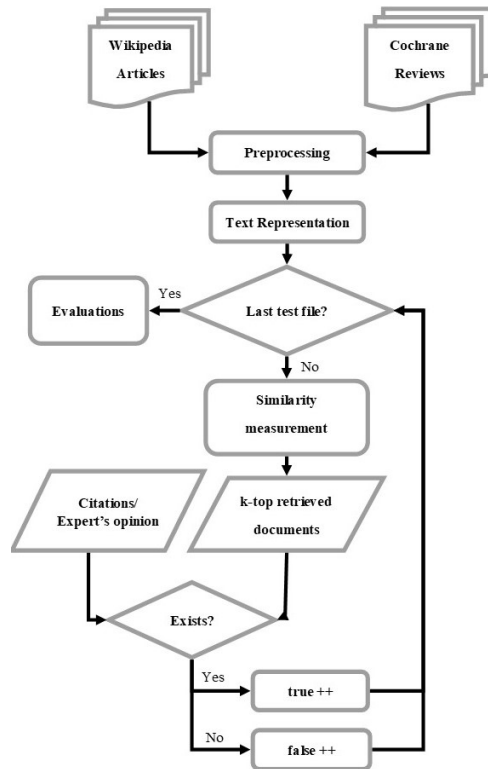 Wikipedia
Articles
Cochrane
Reviews
Preprocessing
Text Representation
Last test file?
Yes
Evaluations
No
Similarity
measurement
Citations/
Expert's opinion
k-top retrieved
documents
Exists?
Yes
true ++
No
false ++